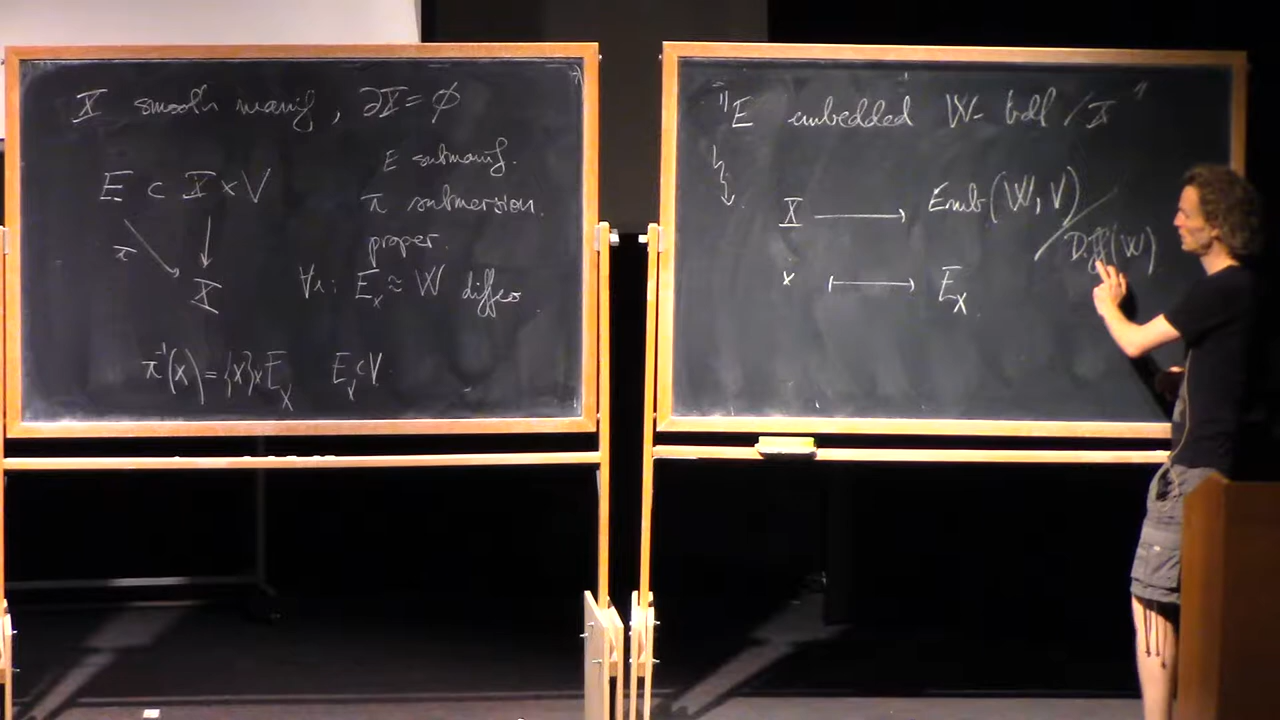 X smooth manif, ∂X = ∅
E submanif.
E ⊂ X × V
π submersion.
proper.
π
X
∀x: E_x ≈ W diffeo
π⁻¹(x) = {x} × E_x    E_x ⊂ V
"E embedded W-bdl / X"
X ⟶ Emb(W, V) / Diff(W)
x ⟼ E_x